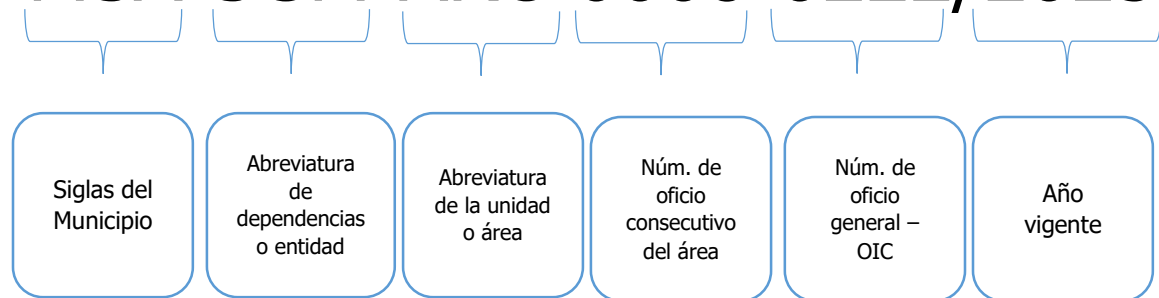 Siglas del
Municipio
Abreviatura
de
dependencias
o entidad
Abreviatura
de la unidad
o área
Núm. de
oficio
consecutivo
del área
Núm. de
oficio
general –
OIC
Año
vigente